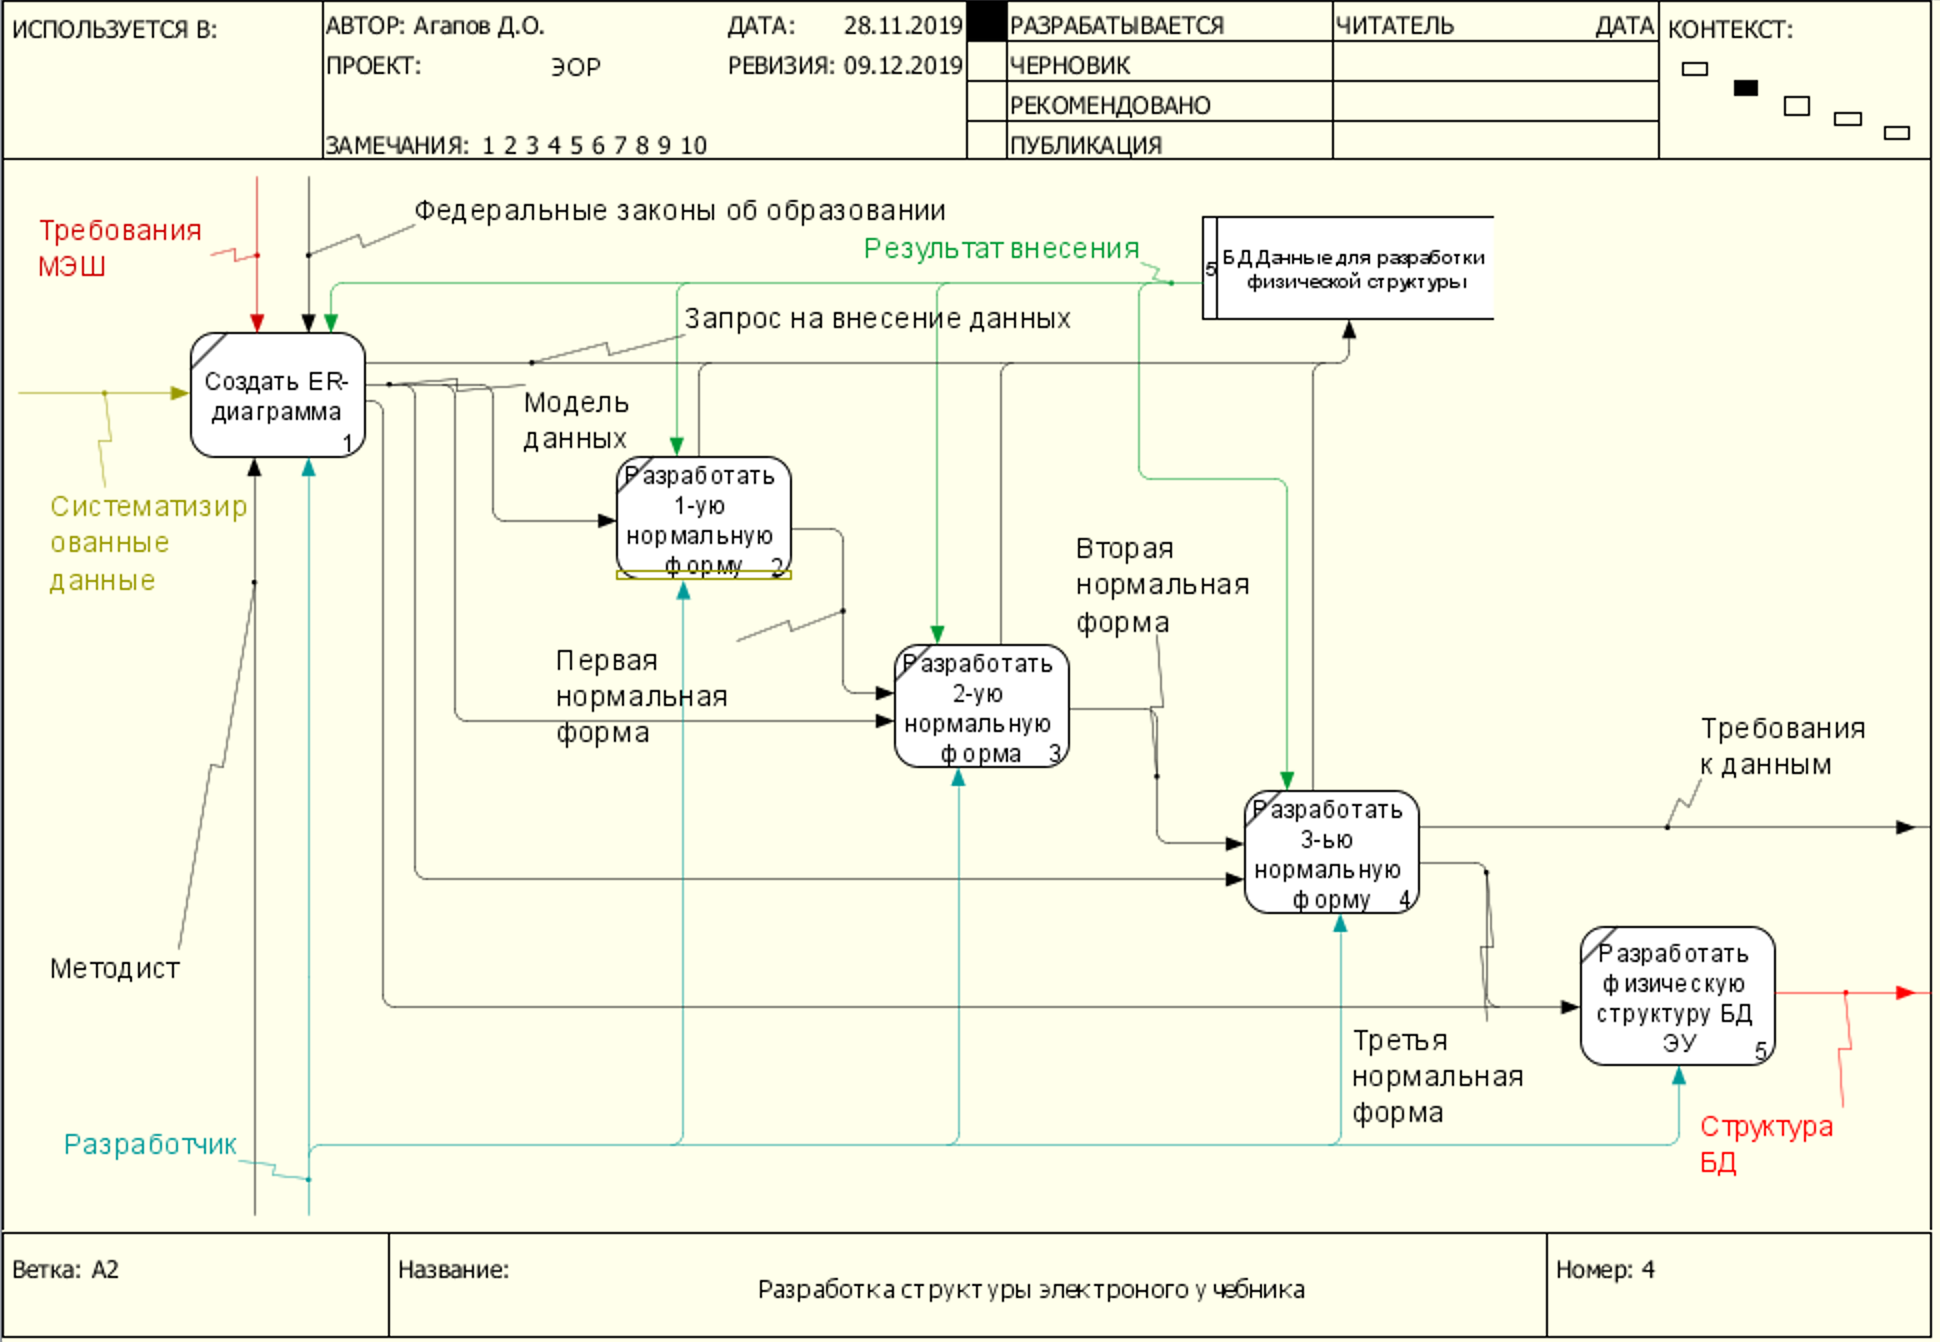 ИСПОЛЬЗУЕТСЯ В:
АВТОР: Агапов Д.О.
ДАТА: 28.11.2019
ПРОЕКТ: ЭОР
РЕВИЗИЯ: 09.12.2019
ЗАМЕЧАНИЯ: 1 2 3 4 5 6 7 8 9 10
РАЗРАБАТЫВАЕТСЯ
ЧЕРНОВИК
РЕКОМЕНДОВАНО
ПУБЛИКАЦИЯ
ЧИТАТЕЛЬ ДАТА
КОНТЕКСТ:
Требования
МЭШ
Федеральные законы об образовании
Результат внесения
5
БД Данные для разработки
физической структуры
Запрос на внесение данных
Создать ER-
диаграмма
1
Модель
данных
Систематизир
ованные
данные
Разработать
1-ую
нормальную
форму 2
Вторая
нормальная
форма
Первая
нормальная
форма
Разработать
2-ую
нормальную
форма 3
Требования
к данным
Разработать
3-ью
нормальную
форму 4
Методист
Разработать
физическую
структуру БД
ЭУ
5
Третья
нормальная
форма
Разработчик
Структура
БД
Ветка: A2
Название:
Разработка структуры электроного учебника
Номер: 4